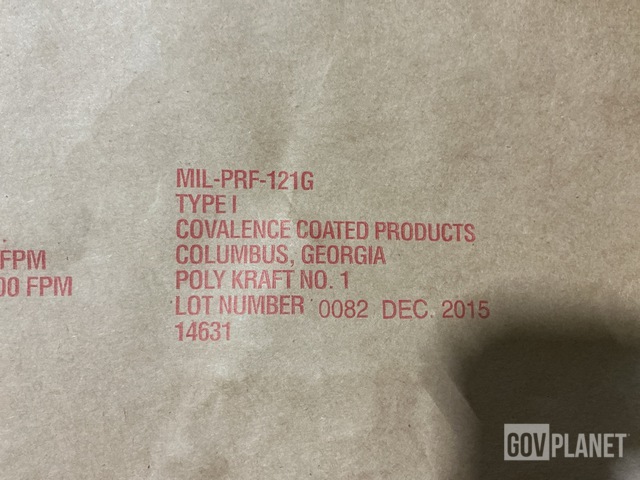 MIL-PRF-121G
TYPE I
COVALENCE COATED PRODUCTS
COLUMBUS, GEORGIA
POLY KRAFT NO. 1
LOT NUMBER 0082 DEC. 2015
14631
FPM
00 FPM
GOVPLANET